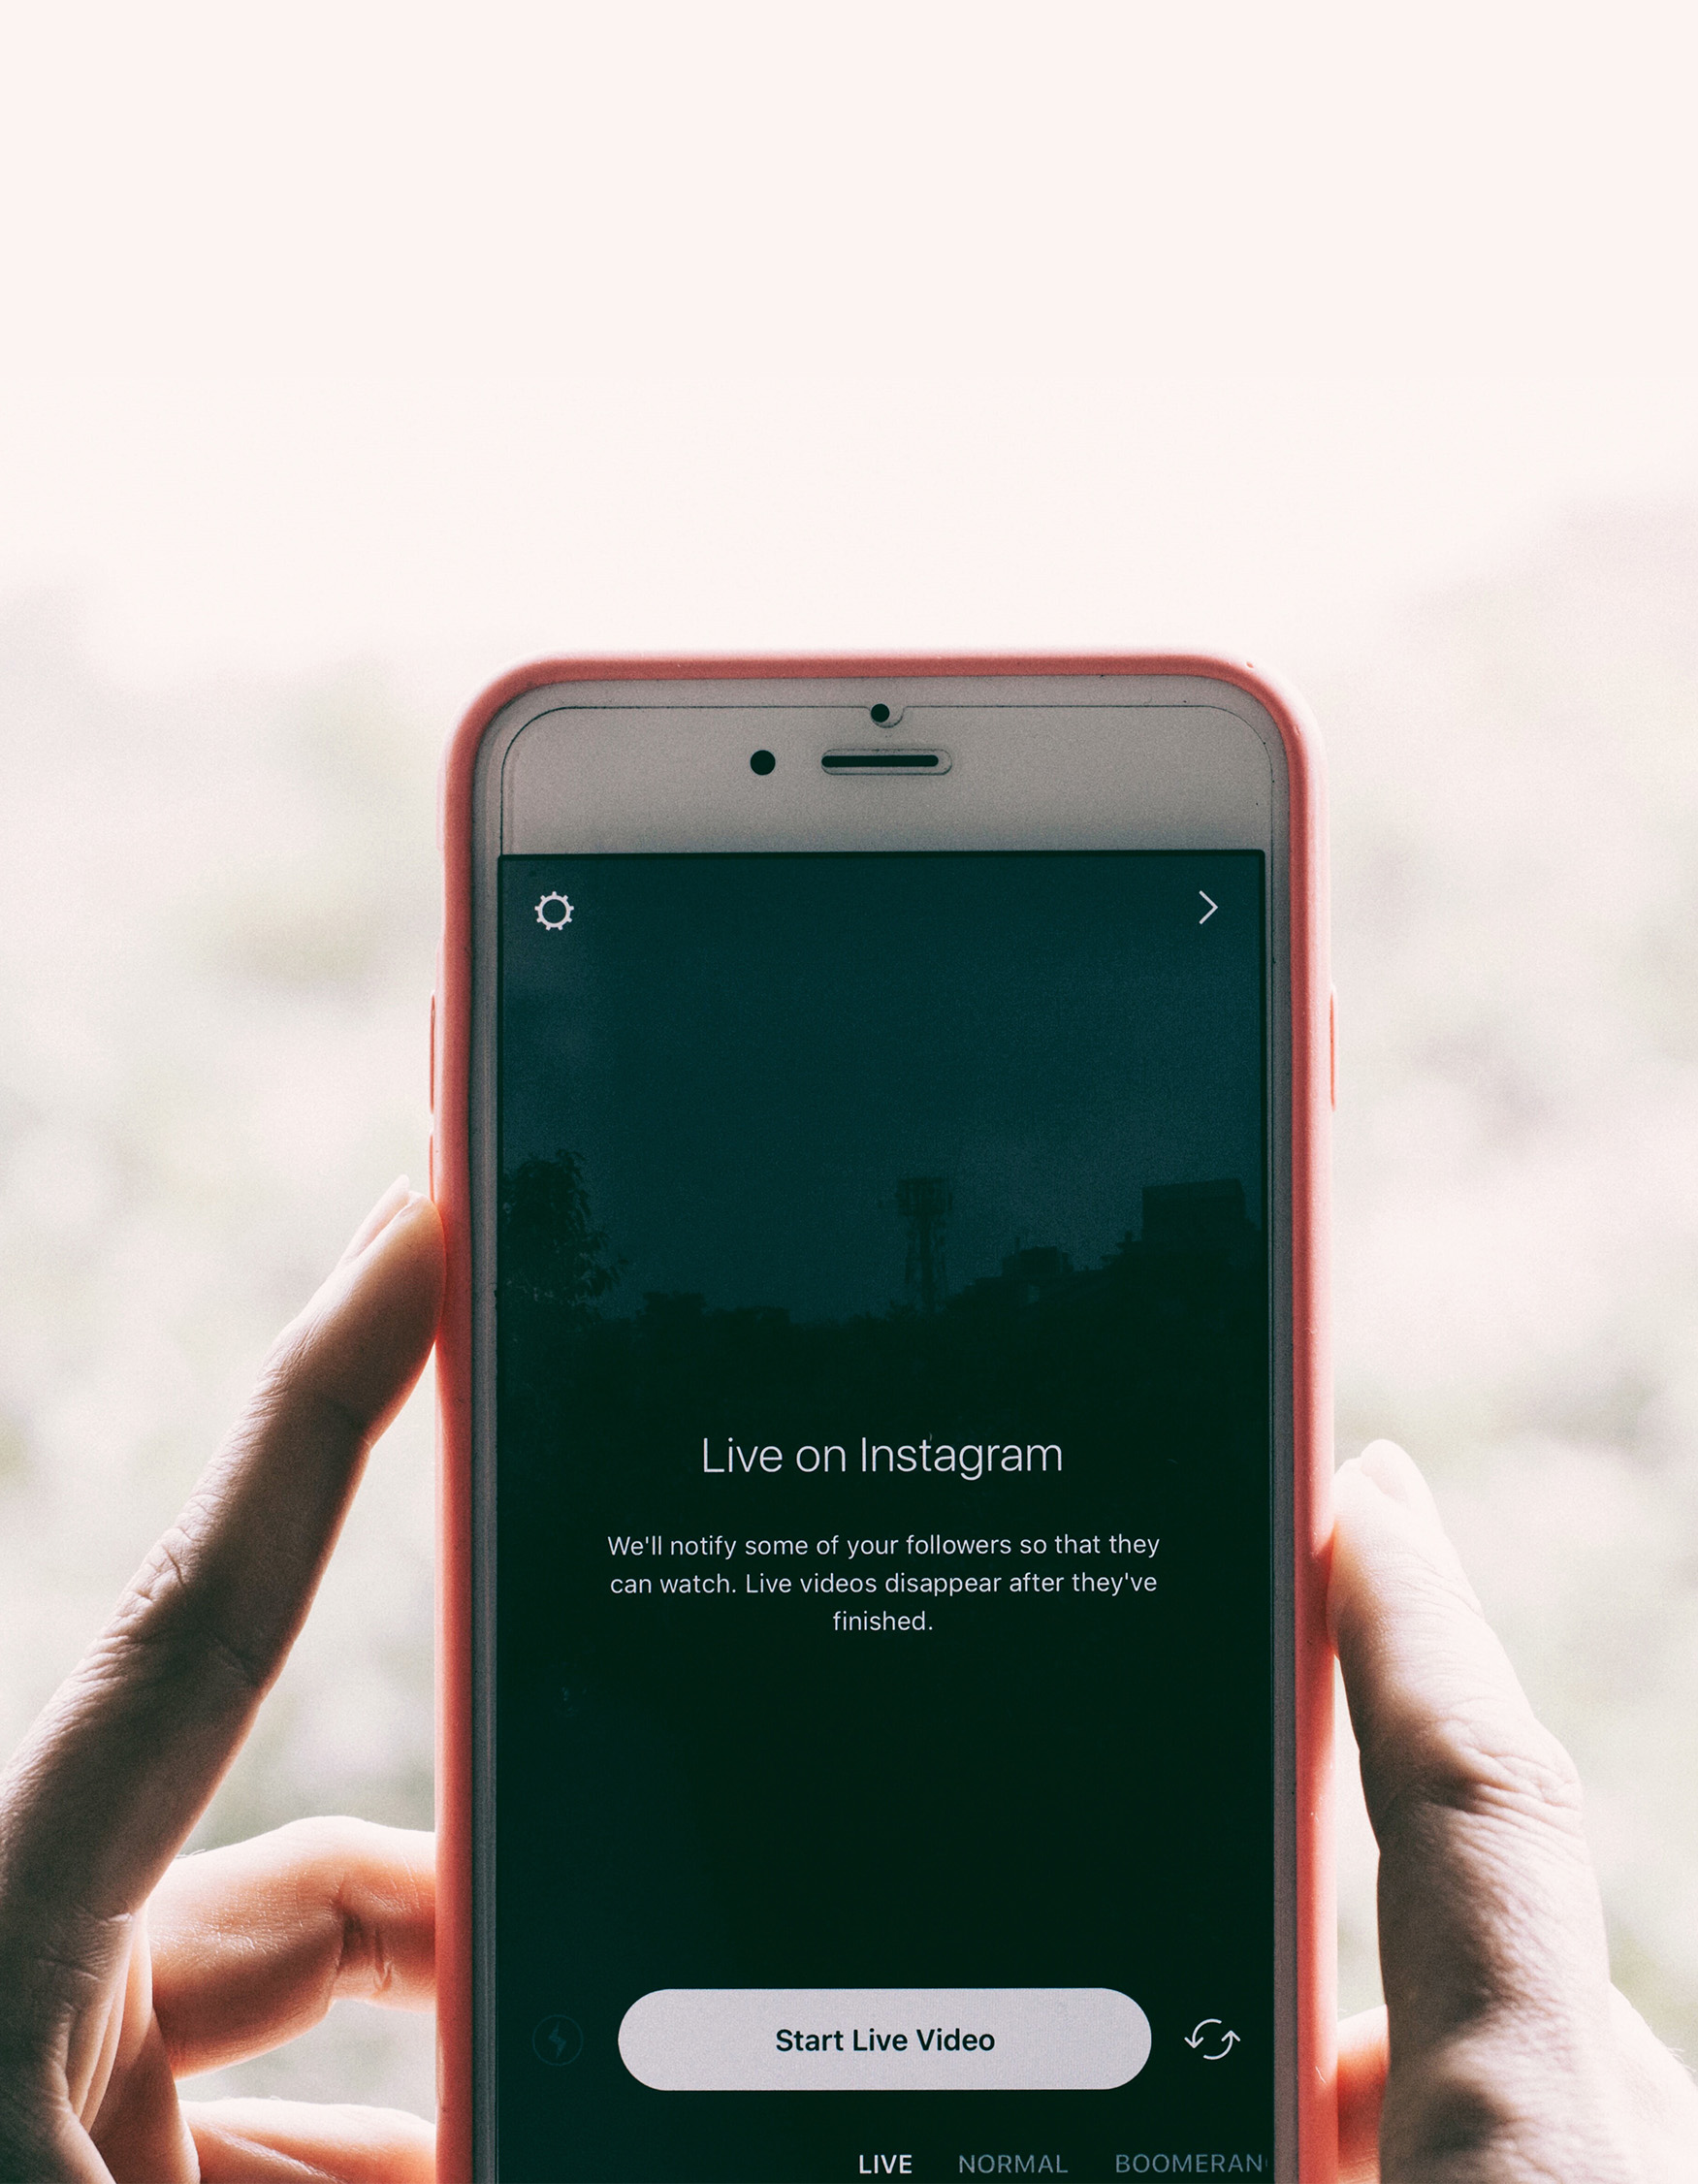 Live on Instagram
We'll notify some of your followers so that they
can watch. Live videos disappear after they've
finished.
Start Live Video
LIVE NORMAL BOOMERAN